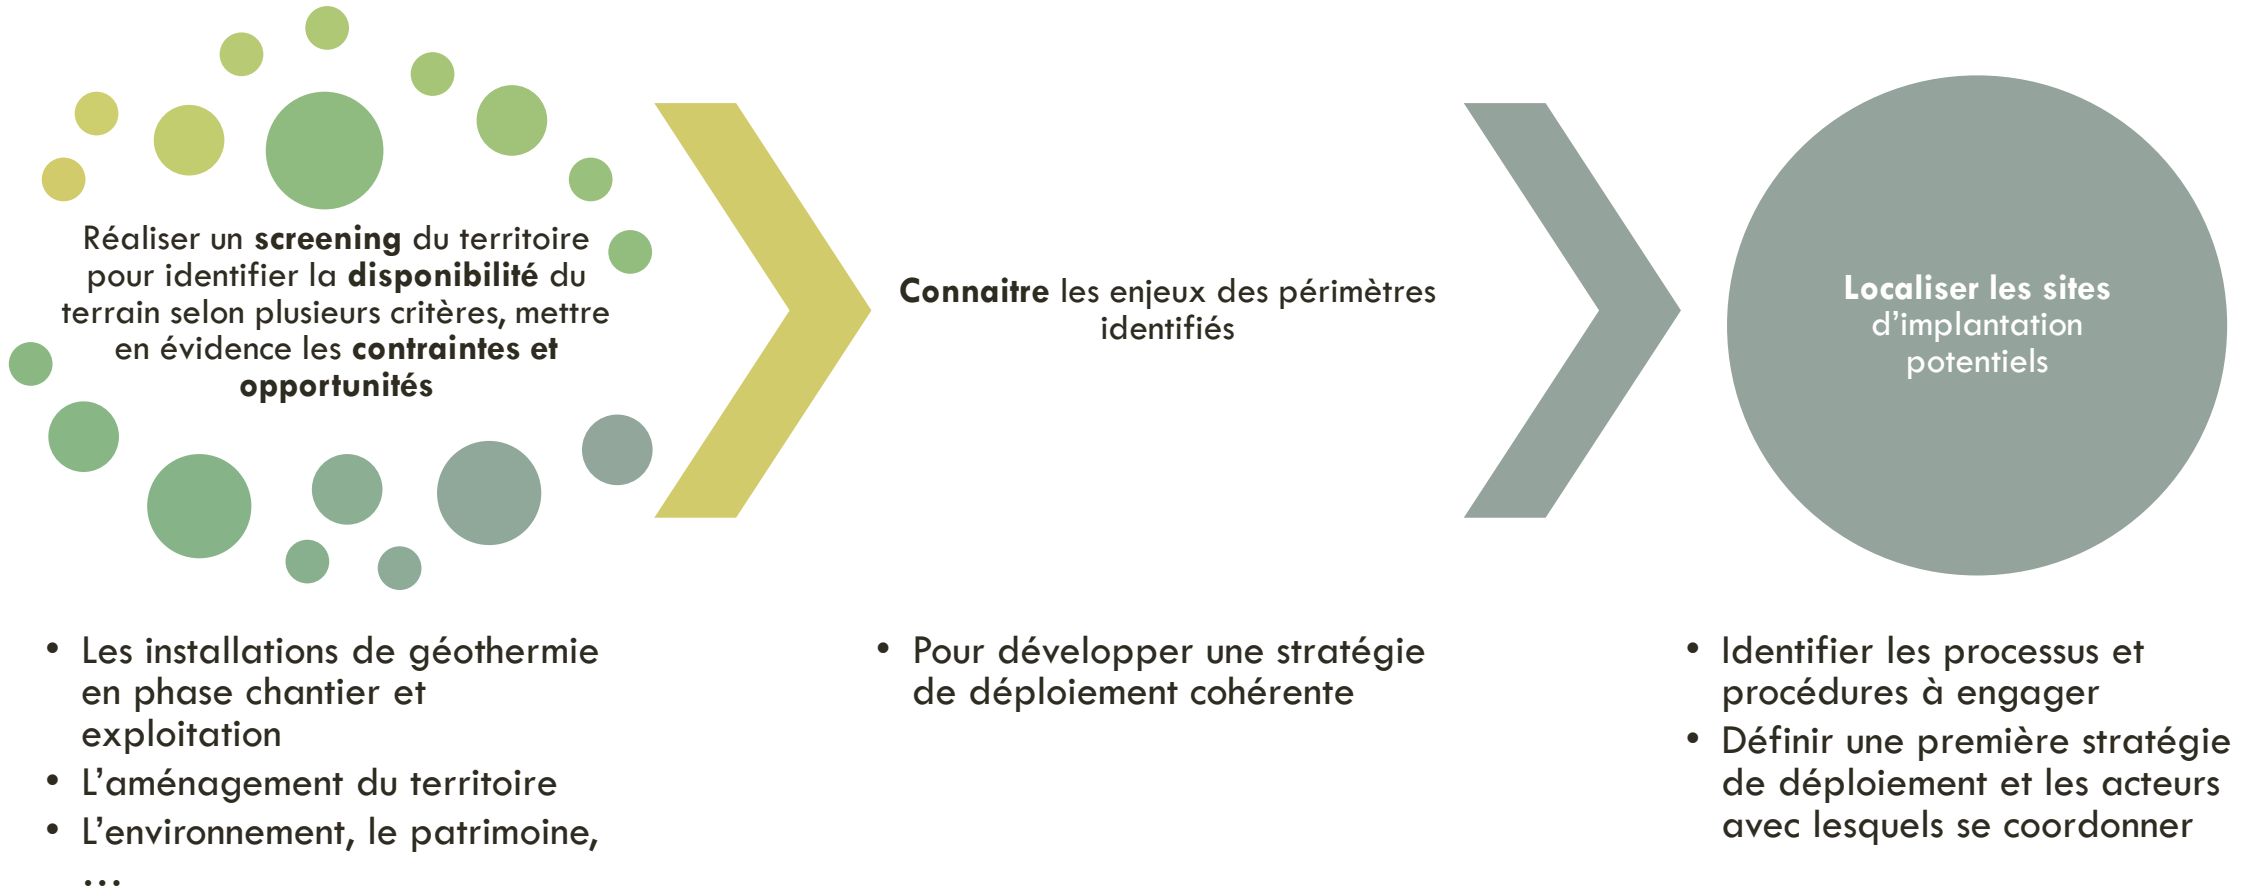 Réaliser un screening du territoire
pour identifier la disponibilité du
terrain selon plusieurs critères, mettre
en évidence les contraintes et
opportunités
Connaitre les enjeux des périmètres
identifiés
Localiser les sites
d’implantation
potentiels
• Les installations de géothermie
en phase chantier et
exploitation
• L’aménagement du territoire
• L’environnement, le patrimoine,
…
• Pour développer une stratégie
de déploiement cohérente
• Identifier les processus et
procédures à engager
• Définir une première stratégie
de déploiement et les acteurs
avec lesquels se coordonner